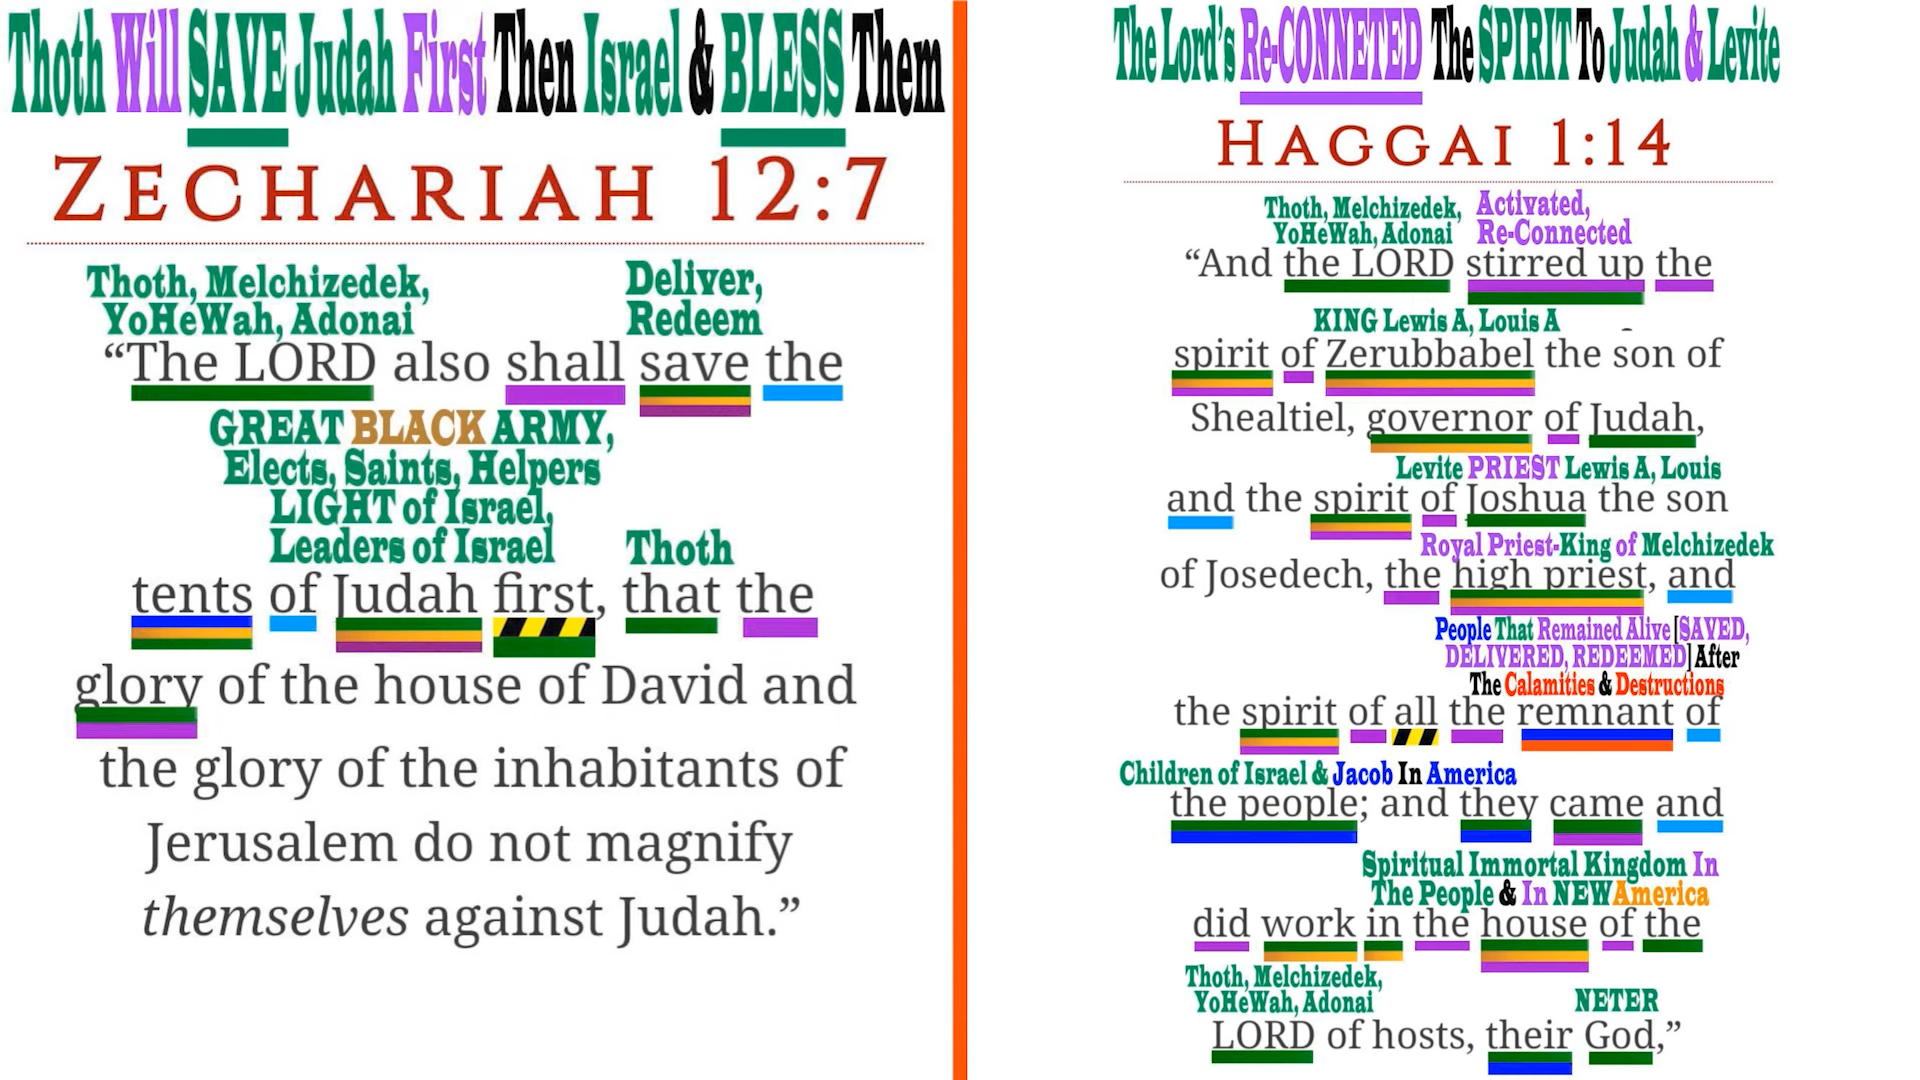 Thoth Will SAVE Judah First Then Israel & BLESS Them
ZECHARIAH 12:7
Thoth, Melchizedek, Deliver,
YoHeWah, Adonai Redeem
“The LORD also shall save the
GREAT BLACK ARMY,
Elects, Saints, Helpers
LIGHT of Israel,
Leaders of Israel Thoth
tents of Judah first, that the
glory of the house of David and
the glory of the inhabitants of
Jerusalem do not magnify
themselves against Judah.”
The Lord's Re-CONNETED The SPIRIT To Judah & Levite
HAGGAI 1:14
Thoth, Melchizedek, Activated,
YoHeWah, Adonai Re-Connected
“And the LORD stirred up the
KING Lewis A, Louis A
spirit of Zerubbabel the son of
Shealtiel, governor of Judah,
Levite PRIEST Lewis A, Louis
and the spirit of Joshua the son
Royal Priest-King of Melchizedek
of Josedech, the high priest, and
People That Remained Alive [SAVED,
DELIVERED, REDEEMED] After
The Calamities & Destructions
the spirit of all the remnant of
Children of Israel & Jacob In America
the people; and they came and
Spiritual Immortal Kingdom In
The People & In NEW America
did work in the house of the
Thoth, Melchizedek,
YoHeWah, Adonai NETER
LORD of hosts, their God,”